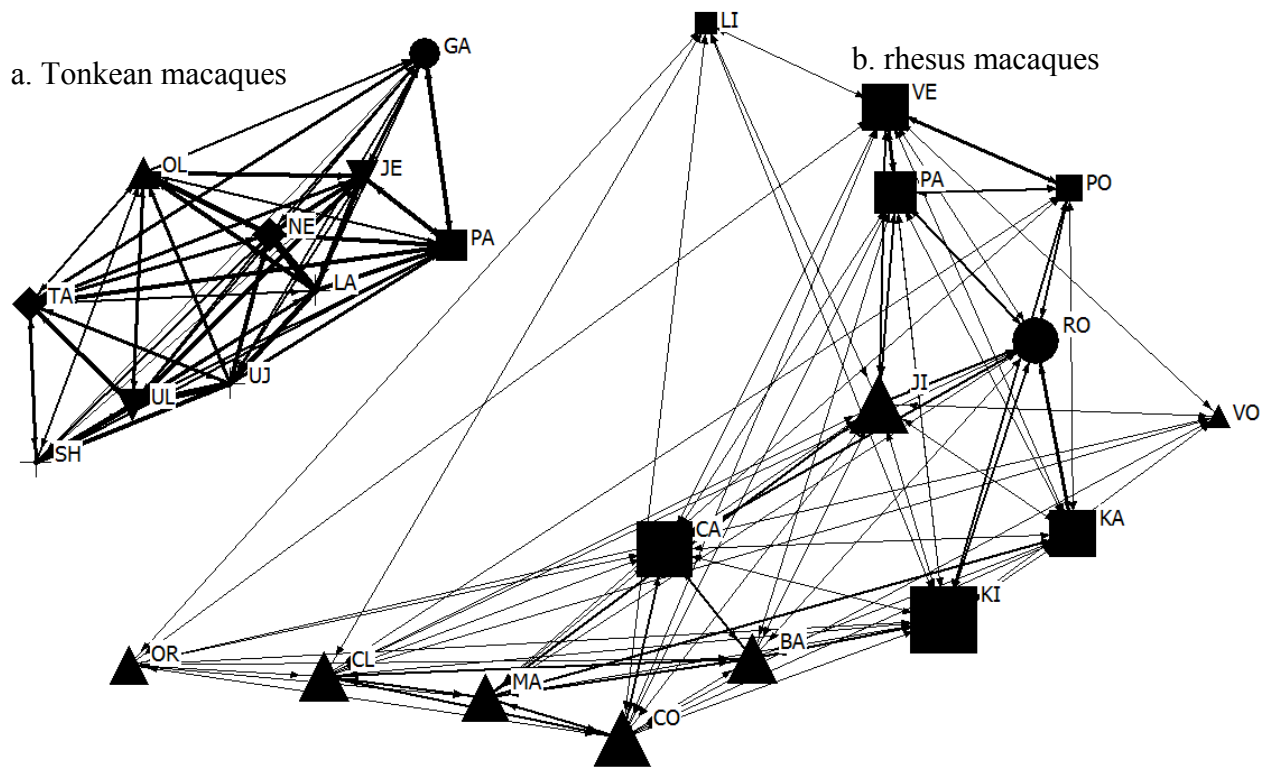 a. Tonkean macaques
GA
OL
JE
NE
PA
LA
TA
UJ
UL
SH
b. rhesus macaques
LI
VE
PA
PO
RO
JI
VO
CA
KA
KI
BA
OR
CL
MA
CO